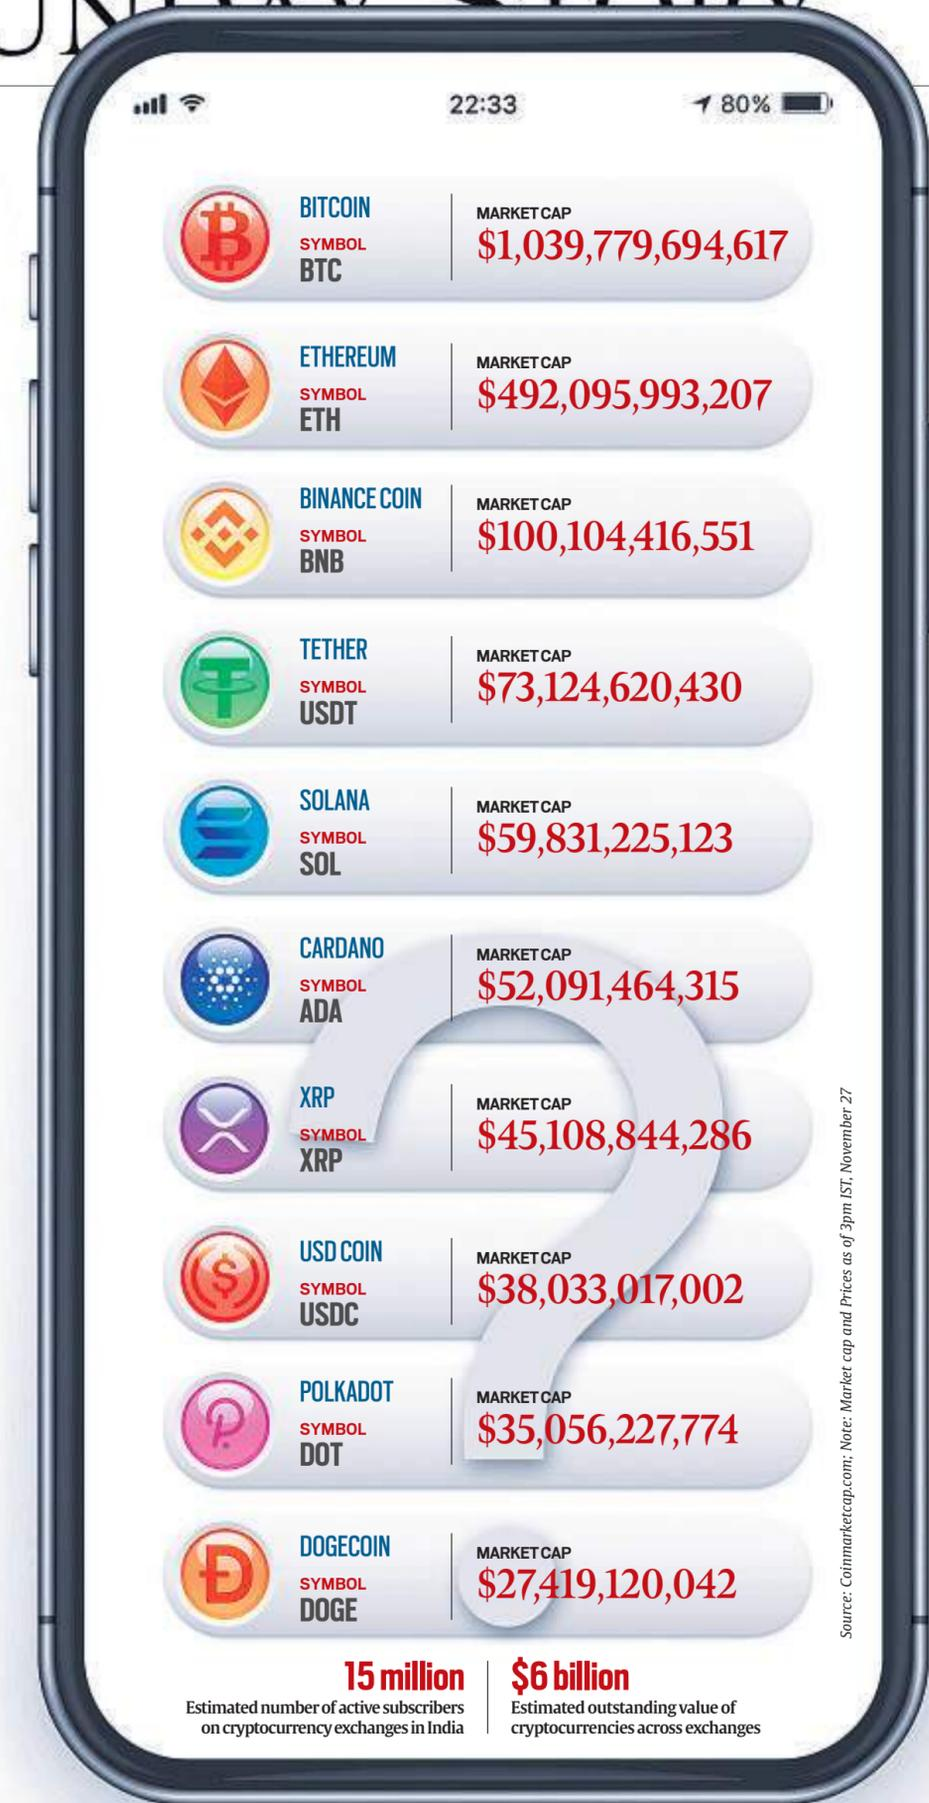 22:33
80%
BITCOIN
SYMBOL
BTC
MARKET CAP
$1,039,779,694,617
ETHEREUM
SYMBOL
ETH
MARKET CAP
$492,095,993,207
BINANCE COIN
SYMBOL
BNB
MARKET CAP
$100,104,416,551
TETHER
SYMBOL
USDT
MARKET CAP
$73,124,620,430
SOLANA
SYMBOL
SOL
MARKET CAP
$59,831,225,123
CARDANO
SYMBOL
ADA
MARKET CAP
$52,091,464,315
XRP
SYMBOL
XRP
MARKET CAP
$45,108,844,286
USD COIN
SYMBOL
USDC
MARKET CAP
$38,033,017,002
POLKADOT
SYMBOL
DOT
MARKET CAP
$35,056,227,774
DOGECOIN
SYMBOL
DOGE
MARKET CAP
$27,419,120,042
15 million
Estimated number of active subscribers
on cryptocurrency exchanges in India
$6 billion
Estimated outstanding value of
cryptocurrencies across exchanges
Source: Coinmarketcap.com; Note: Market cap and Prices as of 3pm IST, November 27